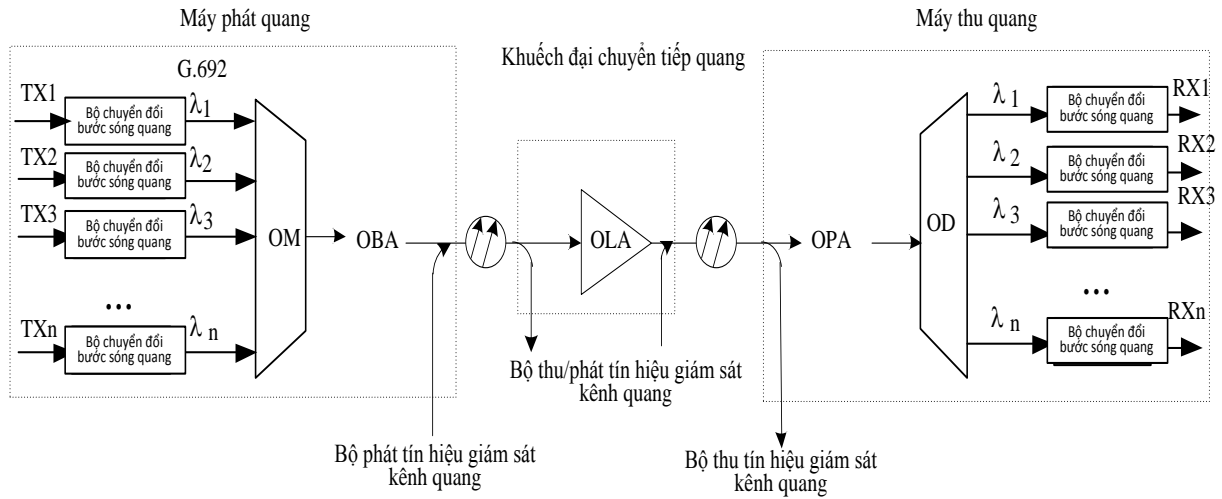 Máy phát quang
Máy thu quang
Khuếch đại chuyển tiếp quang
G.692
TX1
Bộ chuyển đổi
bước sóng quang
λ1
TX2
Bộ chuyển đổi
bước sóng quang
λ2
TX3
Bộ chuyển đổi
bước sóng quang
λ3
...
TXn
Bộ chuyển đổi
bước sóng quang
λn
OM
OBA
OLA
OPA
OD
λ1
Bộ chuyển đổi
bước sóng quang
RX1
λ2
Bộ chuyển đổi
bước sóng quang
RX2
λ3
Bộ chuyển đổi
bước sóng quang
RX3
...
λn
Bộ chuyển đổi
bước sóng quang
RXn
Bộ thu/phát tín hiệu giám sát
kênh quang
Bộ phát tín hiệu giám sát
kênh quang
Bộ thu tín hiệu giám sát
kênh quang